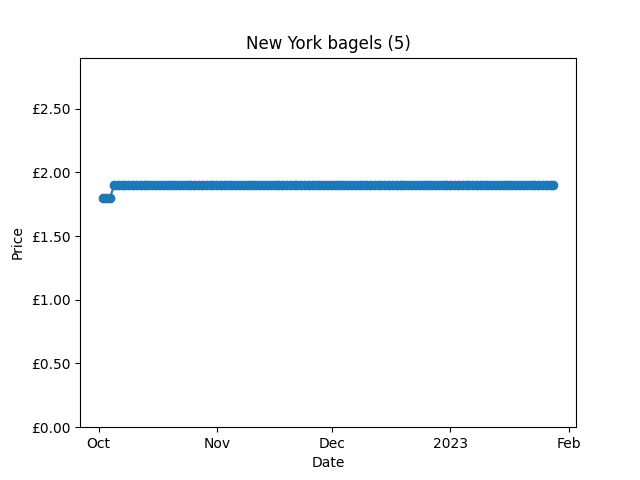 New York bagels (5)
£2.50
£2.00
£1.50
£1.00
£0.50
£0.00
Price
Oct Nov Dec 2023 Feb
Date